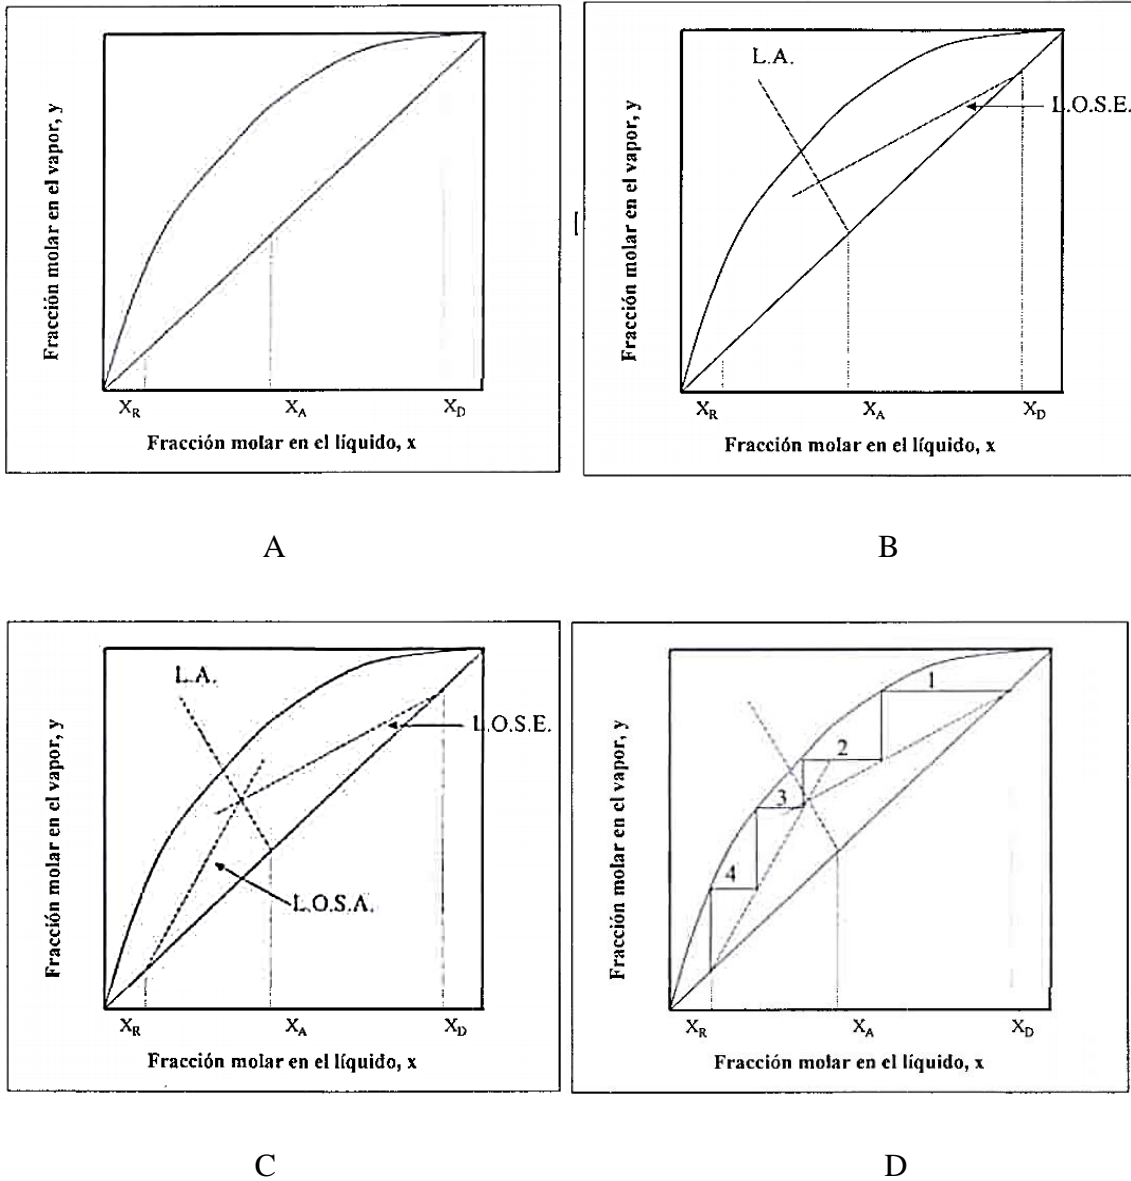 Fracción molar en el vapor, y
X_R X_A X_D
Fracción molar en el líquido, x
A
L.A.
L.O.S.E.
Fracción molar en el vapor, y
X_R X_A X_D
Fracción molar en el líquido, x
B
L.A.
L.O.S.E.
L.O.S.A.
Fracción molar en el vapor, y
X_R X_A X_D
Fracción molar en el líquido, x
C
1
2
3
4
Fracción molar en el vapor, y
X_R X_A X_D
Fracción molar en el líquido, x
D